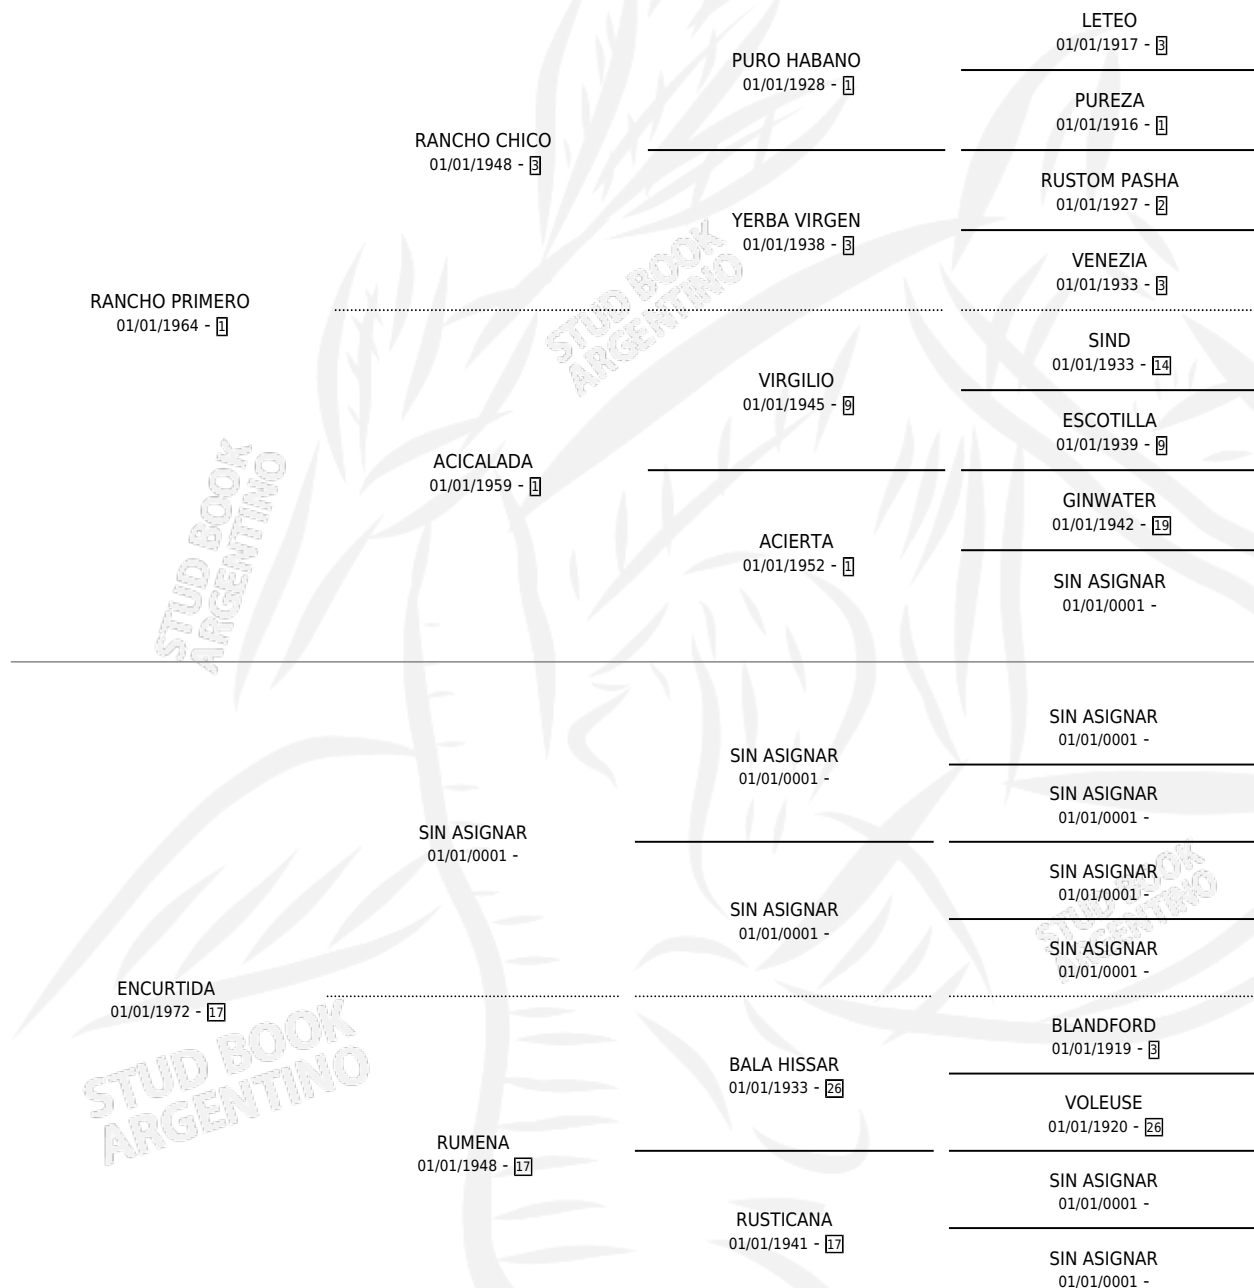 LETEO
01/01/1917 - 3
PURO HABANO
01/01/1928 - 1
PUREZA
01/01/1916 - 1
RANCHO CHICO
01/01/1948 - 3
RUSTOM PASHA
01/01/1927 - 2
YERBA VIRGEN
01/01/1938 - 3
VENEZIA
01/01/1933 - 3
RANCHO PRIMERO
01/01/1964 - 1
SIND
01/01/1933 - 14
VIRGILIO
01/01/1945 - 9
ESCOTILLA
01/01/1939 - 9
ACICALADA
01/01/1959 - 1
GINWATER
01/01/1942 - 19
ACIERTA
01/01/1952 - 1
SIN ASIGNAR
01/01/0001 -
SIN ASIGNAR
01/01/0001 -
SIN ASIGNAR
01/01/0001 -
SIN ASIGNAR
01/01/0001 -
SIN ASIGNAR
01/01/0001 -
SIN ASIGNAR
01/01/0001 -
SIN ASIGNAR
01/01/0001 -
SIN ASIGNAR
01/01/0001 -
ENCURTIDA
01/01/1972 - 17
BLANDFORD
01/01/1919 - 3
BALA HISSAR
01/01/1933 - 26
VOLEUSE
01/01/1920 - 26
RUMENA
01/01/1948 - 17
SIN ASIGNAR
01/01/0001 -
RUSTICANA
01/01/1941 - 17
SIN ASIGNAR
01/01/0001 -
STUD BOOK
ARGENTINO
STUD BOOK
ARGENTINO
STUD BOOK
ARGENTINO
STUD BOOK
ARGENTINO